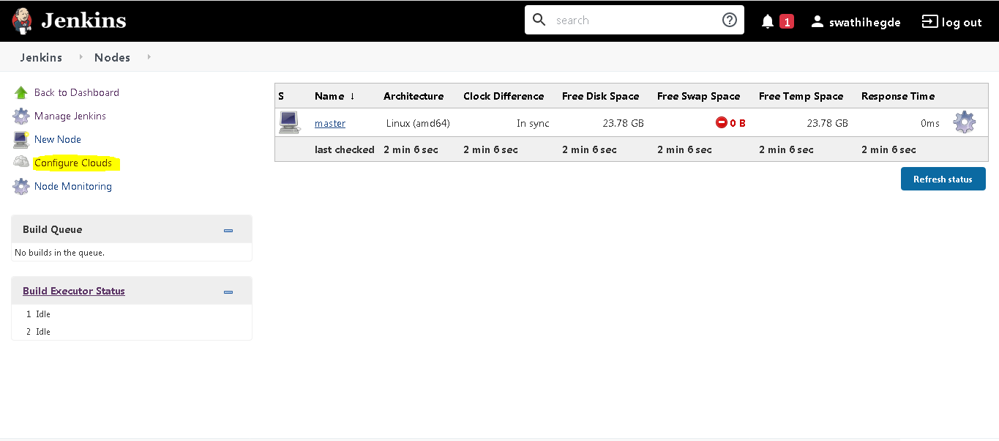 Jenkins
search
1
swathihegde
log out
Jenkins Nodes
Back to Dashboard
Manage Jenkins
New Node
Configure Clouds
Node Monitoring
Build Queue
No builds in the queue.
Build Executor Status
1 Idle
2 Idle
S Name ↓ Architecture Clock Difference Free Disk Space Free Swap Space Free Temp Space Response Time
master Linux (amd64) In sync 23.78 GB 0 B 23.78 GB 0ms
last checked 2 min 6 sec 2 min 6 sec 2 min 6 sec 2 min 6 sec 2 min 6 sec 2 min 6 sec
Refresh status